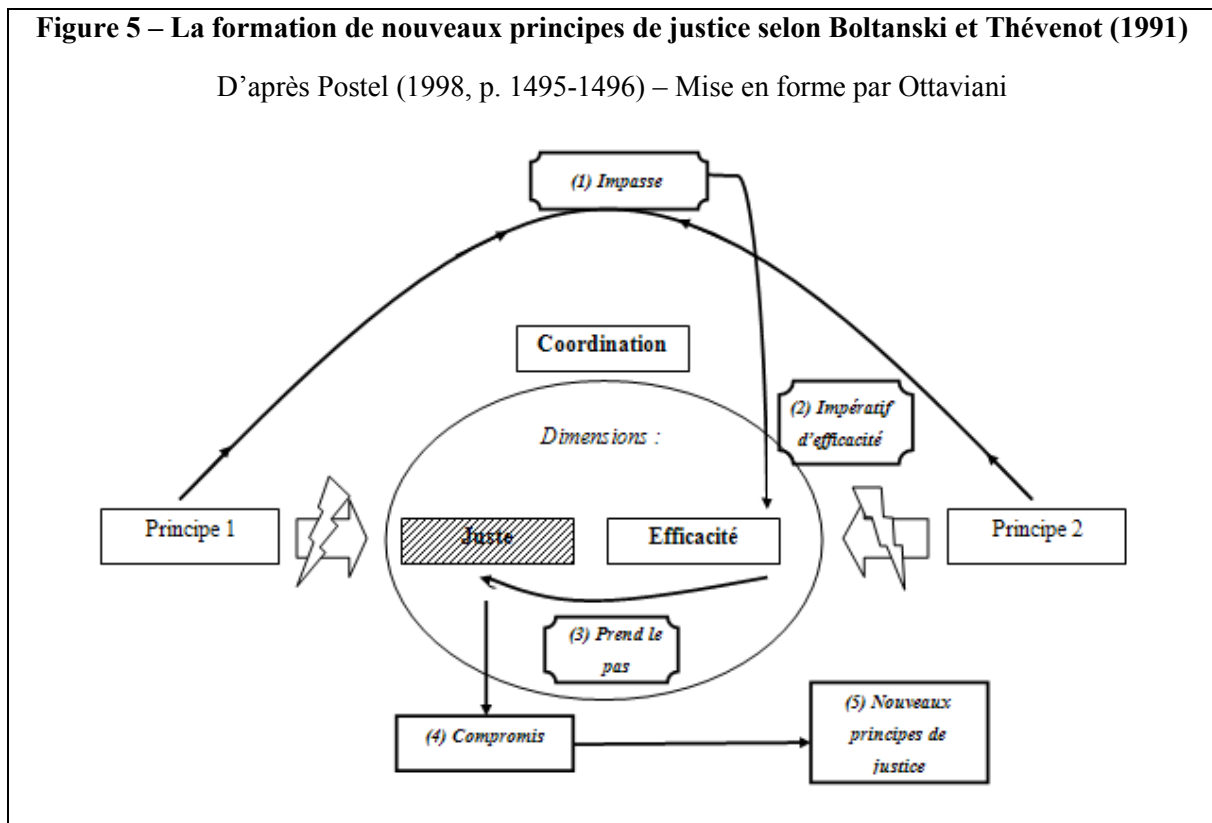 Figure 5 – La formation de nouveaux principes de justice selon Boltanski et Thévenot (1991)
D’après Postel (1998, p. 1495-1496) – Mise en forme par Ottaviani
(1) Impasse
Coordination
(2) Impératif
d’efficacité
Dimensions :
Principe 1
Juste
Efficacité
Principe 2
(3) Prend le
pas
(4) Compromis
(5) Nouveaux
principes de
justice